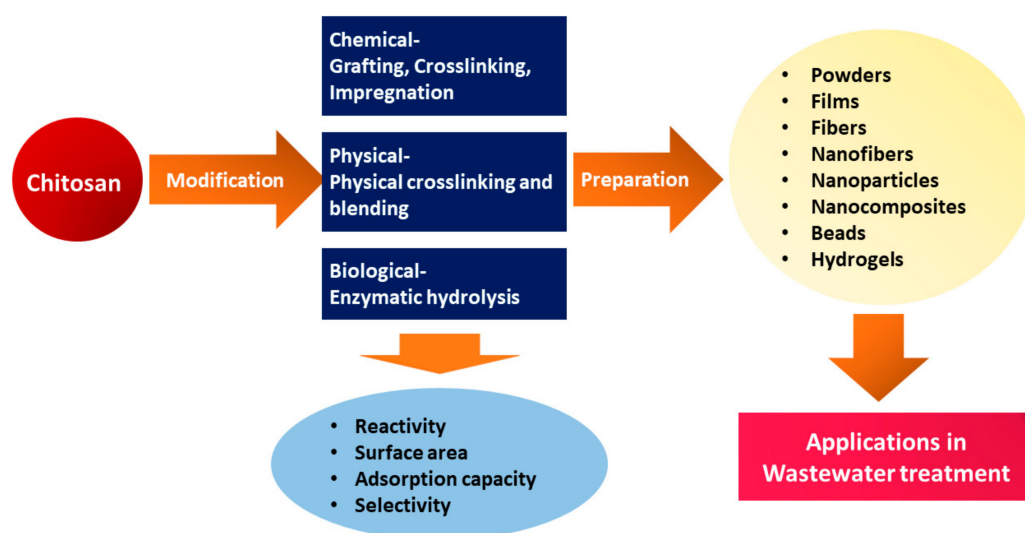 Chitosan
Modification
Chemical-
Grafting, Crosslinking,
Impregnation
Physical-
Physical crosslinking and
blending
Biological-
Enzymatic hydrolysis
Preparation
• Powders
• Films
• Fibers
• Nanofibers
• Nanoparticles
• Nanocomposites
• Beads
• Hydrogels
• Reactivity
• Surface area
• Adsorption capacity
• Selectivity
Applications in
Wastewater treatment